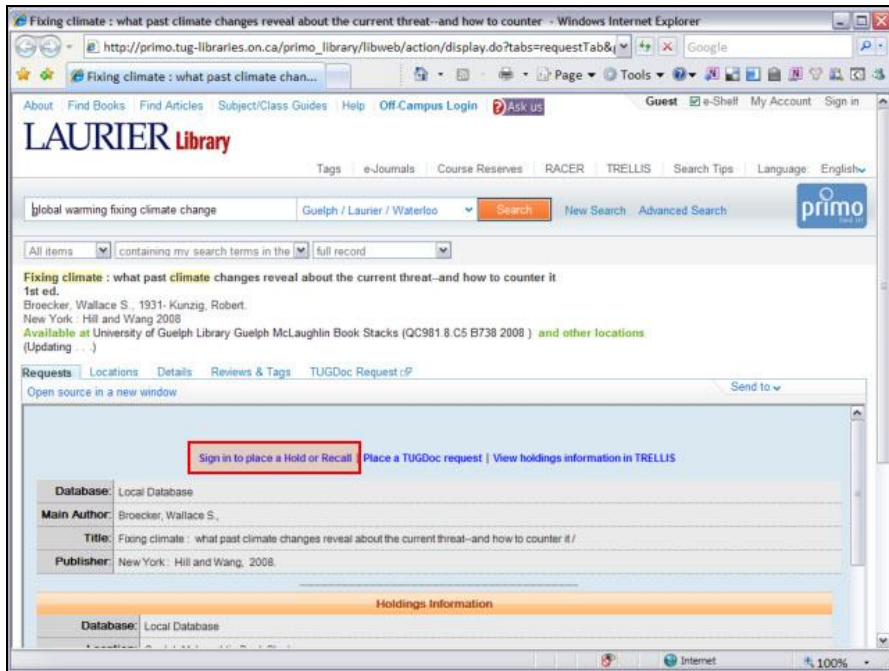 Fixing climate : what past climate changes reveal about the current threat--and how to counter - Windows Internet Explorer
http://primo.tug-libraries.on.ca/primo_library/libweb/action/display.do?tabs=requestTab& Google
Fixing climate : what past climate chan... Page Tools
About Find Books Find Articles Subject/Class Guides Help Off-Campus Login ?Ask us Guest e-Shelf My Account Sign in
LAURIER Library
Tags e-Journals Course Reserves RACER TRELLIS Search Tips Language: English
global warming fixing climate change Guelph / Laurier / Waterloo Search New Search Advanced Search primo
All items containing my search terms in the full record
Fixing climate : what past climate changes reveal about the current threat--and how to counter it
1st ed.
Broecker, Wallace S., 1931- Kunzig, Robert.
New York : Hill and Wang 2008
Available at University of Guelph Library Guelph McLaughlin Book Stacks (QC981.8.C5 B738 2008 ) and other locations
(Updating . . .)
Requests Locations Details Reviews & Tags TUGDoc Request
Open source in a new window Send to
Sign in to place a Hold or Recall | Place a TUGDoc request | View holdings information in TRELLIS
Database: Local Database
Main Author: Broecker, Wallace S.,
Title: Fixing climate : what past climate changes reveal about the current threat--and how to counter it /
Publisher: New York : Hill and Wang, 2008.
Holdings Information
Database: Local Database
Internet 100%